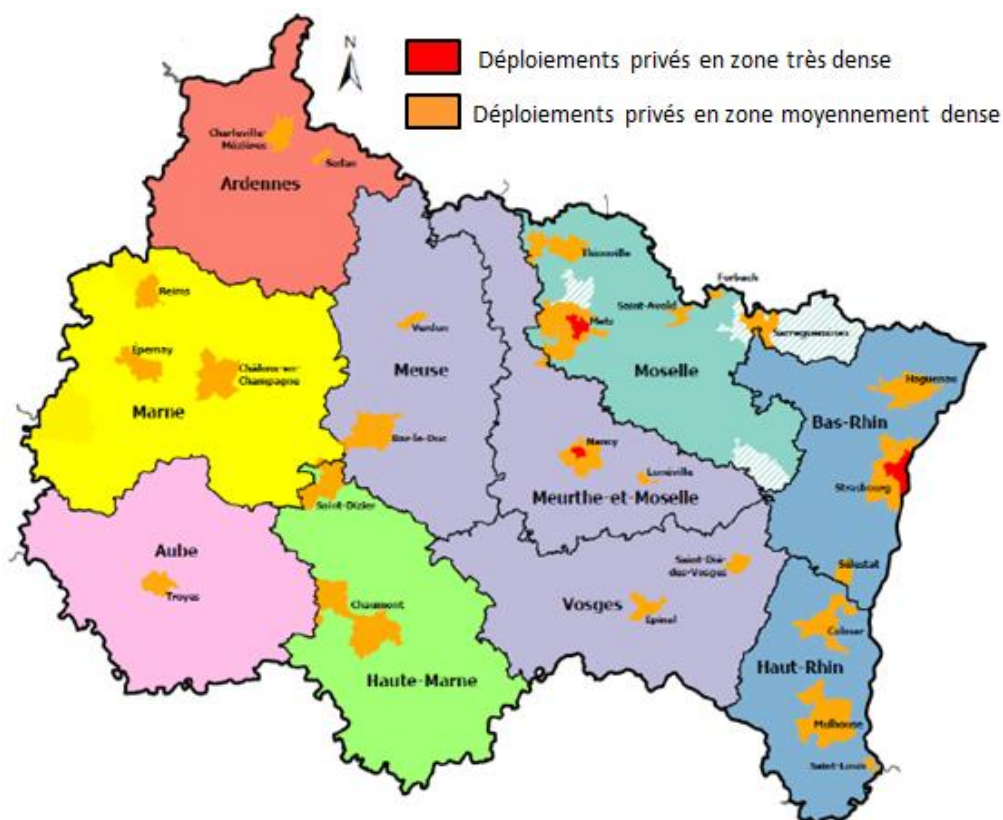 N
Déploiements privés en zone très dense
Déploiements privés en zone moyennement dense
Charleville-
Mézières
Sedan
Ardennes
Thionville
Reims
Forbach
Saint-Avold
Metz
Sarreguemines
Verdun
Épernay
Châlons-en-
Champagne
Meuse
Moselle
Haguenau
Marne
Bas-Rhin
Bar-le-Duc
Nancy
Lunéville
Meurthe-et-Moselle
Strasbourg
Saint-Dizier
Aube
Saint-Dié-
des-Vosges
Sélestat
Troyes
Chaumont
Vosges
Epinal
Colmar
Haut-Rhin
Haute-Marne
Mulhouse
Saint-Louis